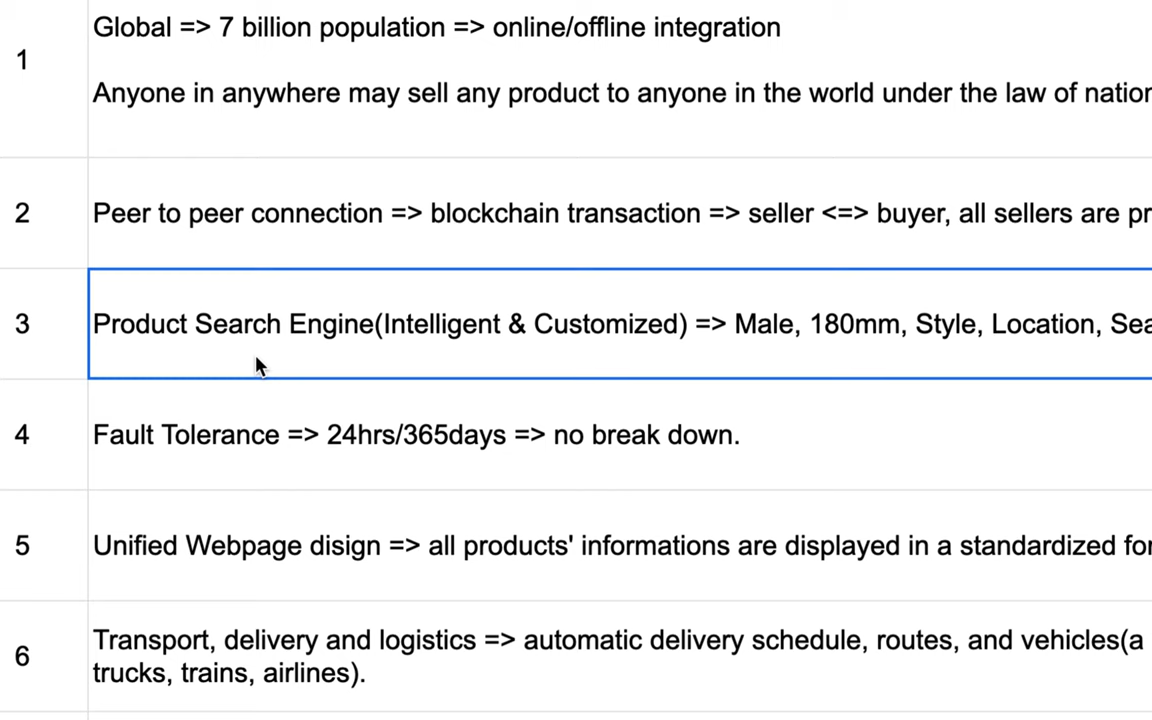 1
Global => 7 billion population => online/offline integration
Anyone in anywhere may sell any product to anyone in the world under the law of
2
Peer to peer connection => blockchain transaction => seller <=> buyer, all sellers are
3
Product Search Engine(Intelligent & Customized) => Male, 180mm, Style, Location,
4
Fault Tolerance => 24hrs/365days => no break down.
5
Unified Webpage disign => all products' informations are displayed in a standardized
6
Transport, delivery and logistics => automatic delivery schedule, routes, and vehicles(a
trucks, trains, airlines).